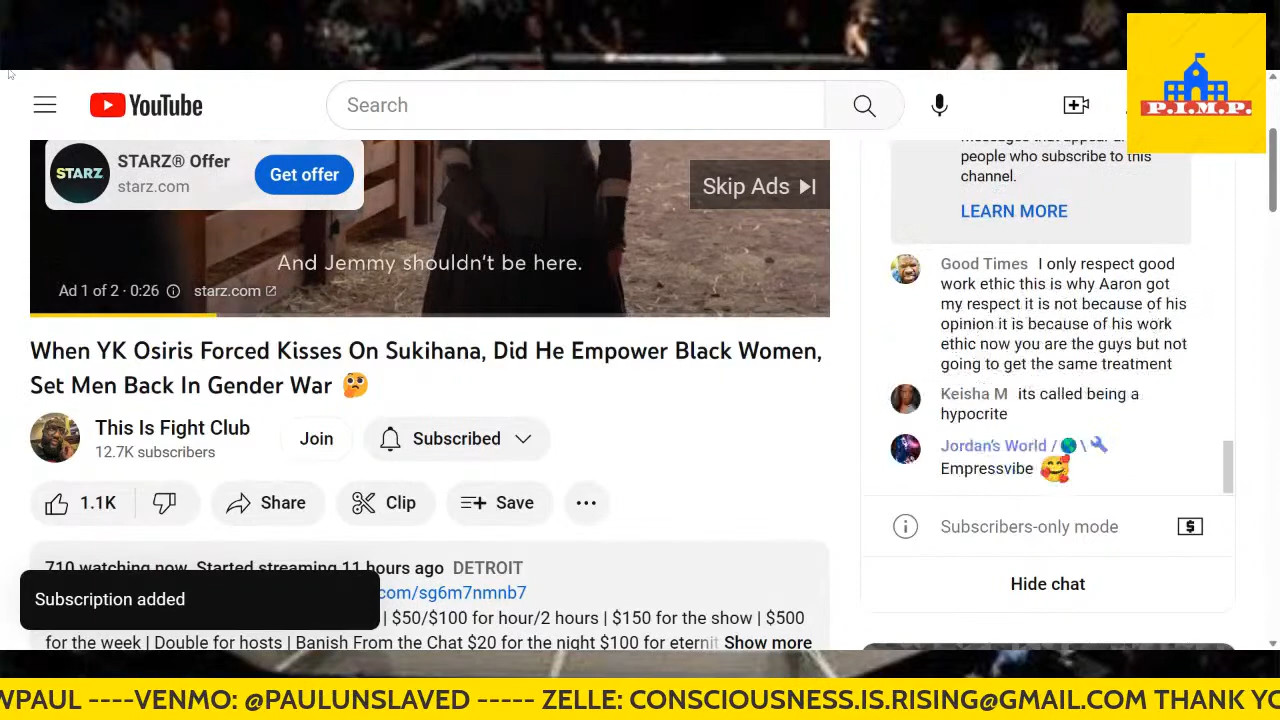 YouTube
Search
P.I.M.P.
STARZ
STARZ® Offer
starz.com
Get offer
Skip Ads
And Jemmy shouldn't be here.
Ad 1 of 2 · 0:26
starz.com
When YK Osiris Forced Kisses On Sukihana, Did He Empower Black Women,
Set Men Back In Gender War 🤔
This Is Fight Club
12.7K subscribers
Join
Subscribed
1.1K
Share
Clip
Save
710 watching now Started streaming 11 hours ago DETROIT
com/sg6m7nmnb7
| $50/$100 for hour/2 hours | $150 for the show | $500
for the week | Double for hosts | Banish From the Chat $20 for the night $100 for eternit Show more
Subscription added
people who subscribe to this
channel.
LEARN MORE
Good Times I only respect good
work ethic this is why Aaron got
my respect it is not because of his
opinion it is because of his work
ethic now you are the guys but not
going to get the same treatment
Keisha M its called being a
hypocrite
Jordan's World / 🌎 \ 🔧
Empressvibe 🥰
Subscribers-only mode
Hide chat
WPAUL ----VENMO: @PAULUNSLAVED ----- ZELLE: CONSCIOUSNESS.IS.RISING@GMAIL.COM THANK YO